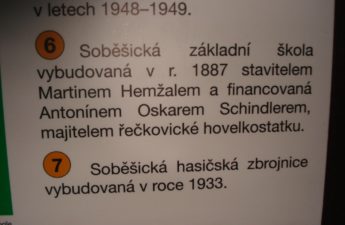 v letech 1948–1949.
6 Soběšická základní škola
vybudovaná v r. 1887 stavitelem
Martinem Hemžalem a financovaná
Antonínem Oskarem Schindlerem,
majitelem řečkovické hovelkostatku.
7 Soběšická hasičská zbrojnice
vybudovaná v roce 1933.